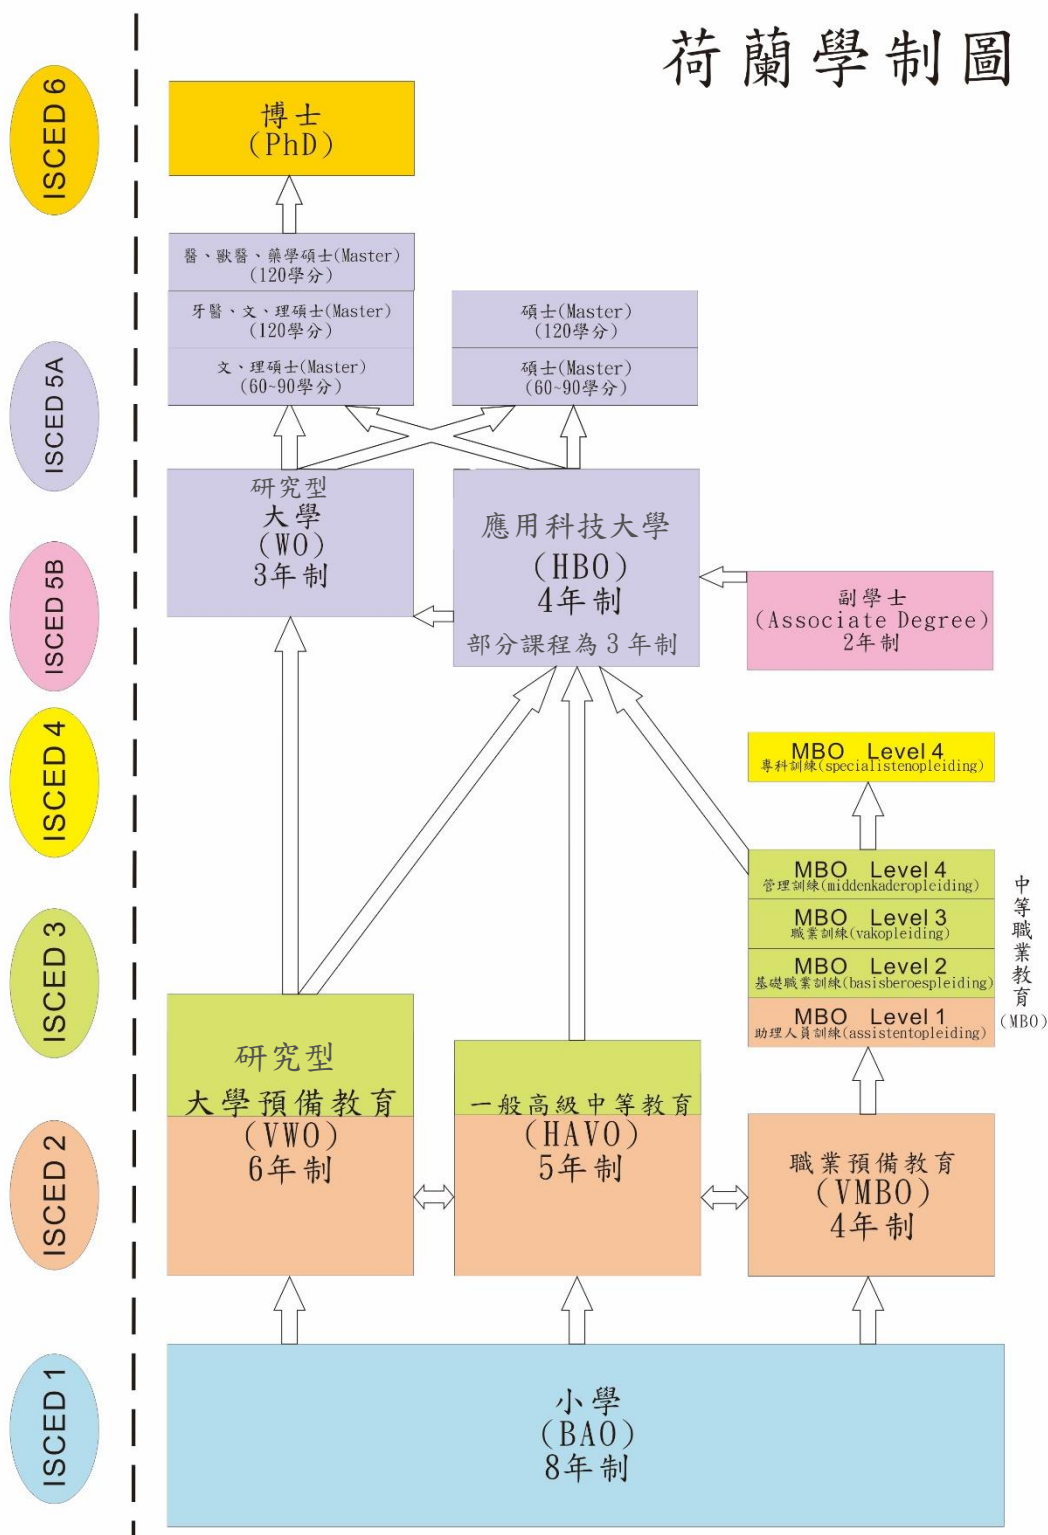 荷蘭學制圖
ISCED 6
博士
(PhD)
醫、獸醫、藥學碩士(Master)
(120學分)
牙醫、文、理碩士(Master)
(120學分)
文、理碩士(Master)
(60~90學分)
碩士(Master)
(120學分)
碩士(Master)
(60~90學分)
ISCED 5A
研究型
大學
(WO)
3年制
應用科技大學
(HBO)
4年制
部分課程為 3 年制
ISCED 5B
副學士
(Associate Degree)
2年制
ISCED 4
MBO Level 4
專科訓練(specialistenopleiding)
MBO Level 4
管理訓練(middenkaderopleiding)
MBO Level 3
職業訓練(vakopleiding)
MBO Level 2
基礎職業訓練(basisberoespleiding)
MBO Level 1
助理人員訓練(assistentopleiding)
中等職業教育
(MBO)
ISCED 3
研究型
大學預備教育
(VWO)
6年制
一般高級中等教育
(HAVO)
5年制
ISCED 2
職業預備教育
(VMBO)
4年制
ISCED 1
小學
(BAO)
8年制